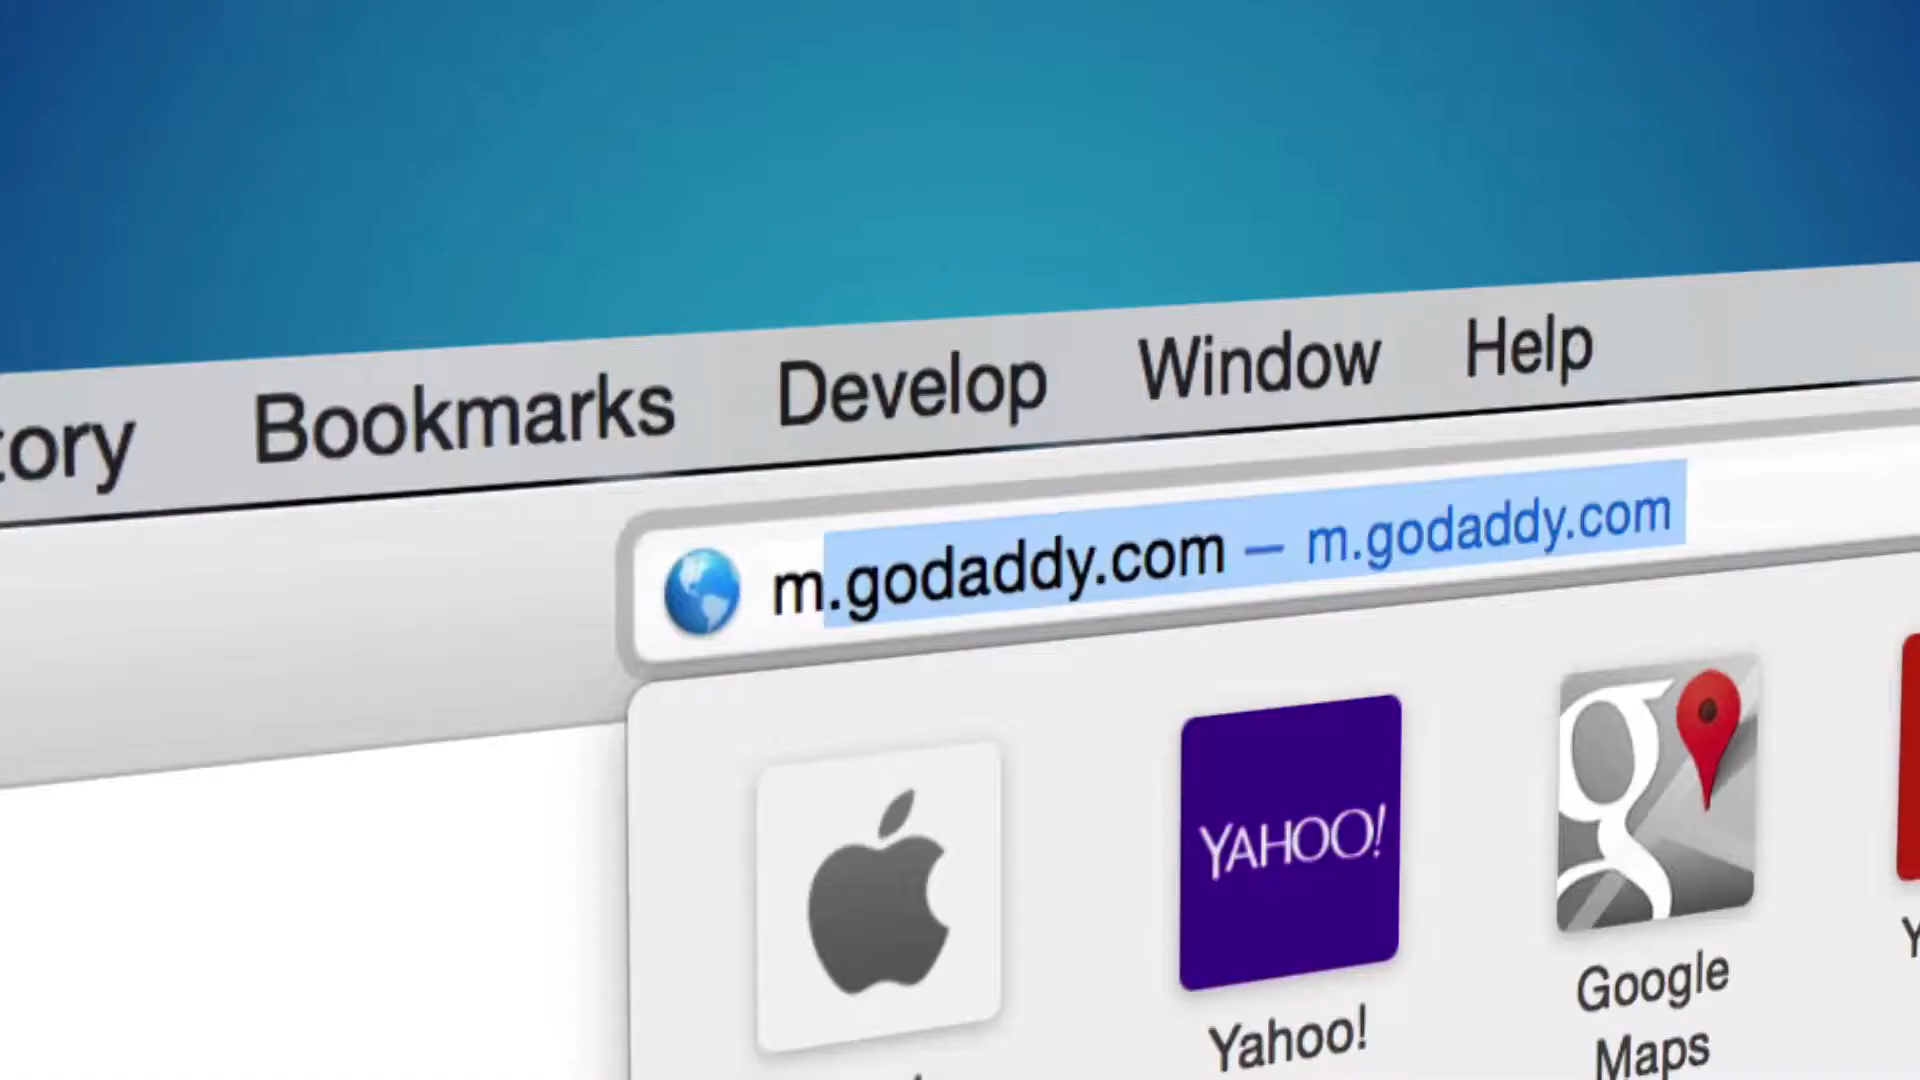 tory Bookmarks Develop Window Help
m.godaddy.com — m.godaddy.com
YAHOO!
Yahoo!
Google
Maps